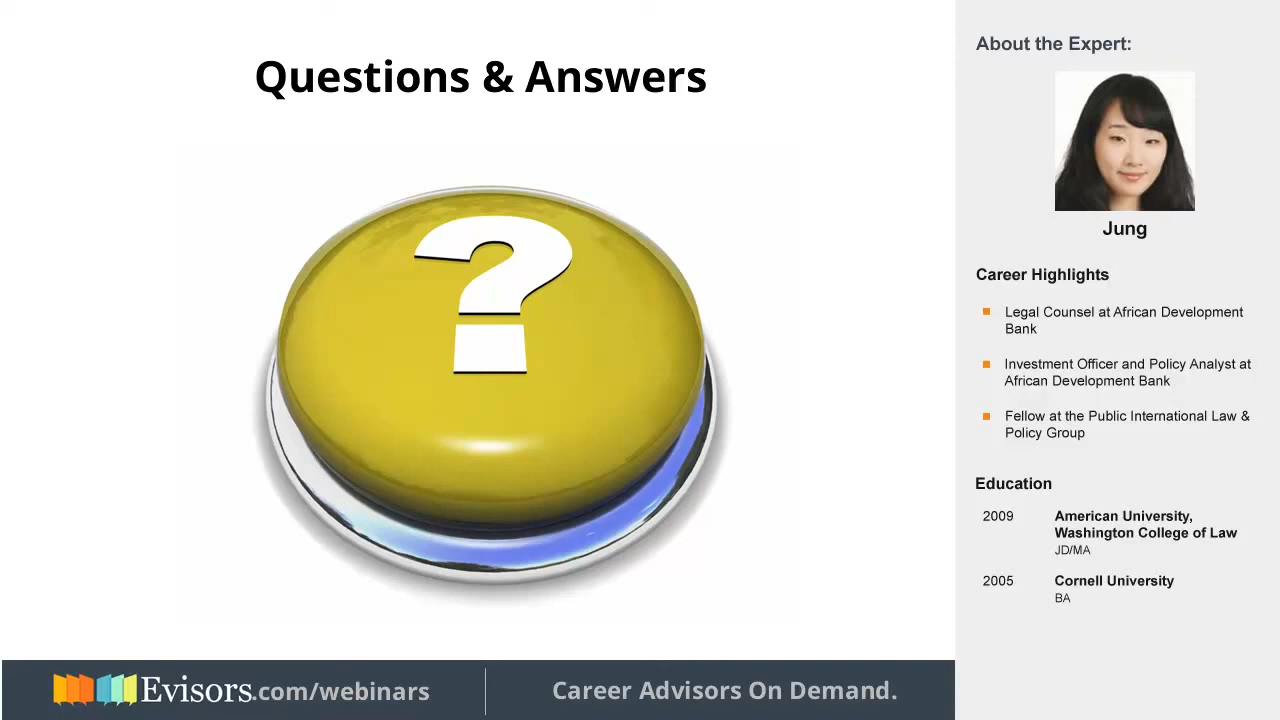 Questions & Answers
?
About the Expert:
Jung
Career Highlights
Legal Counsel at African Development
Bank
Investment Officer and Policy Analyst at
African Development Bank
Fellow at the Public International Law &
Policy Group
Education
2009 American University,
Washington College of Law
JD/MA
2005 Cornell University
BA
Evisors.com/webinars
Career Advisors On Demand.